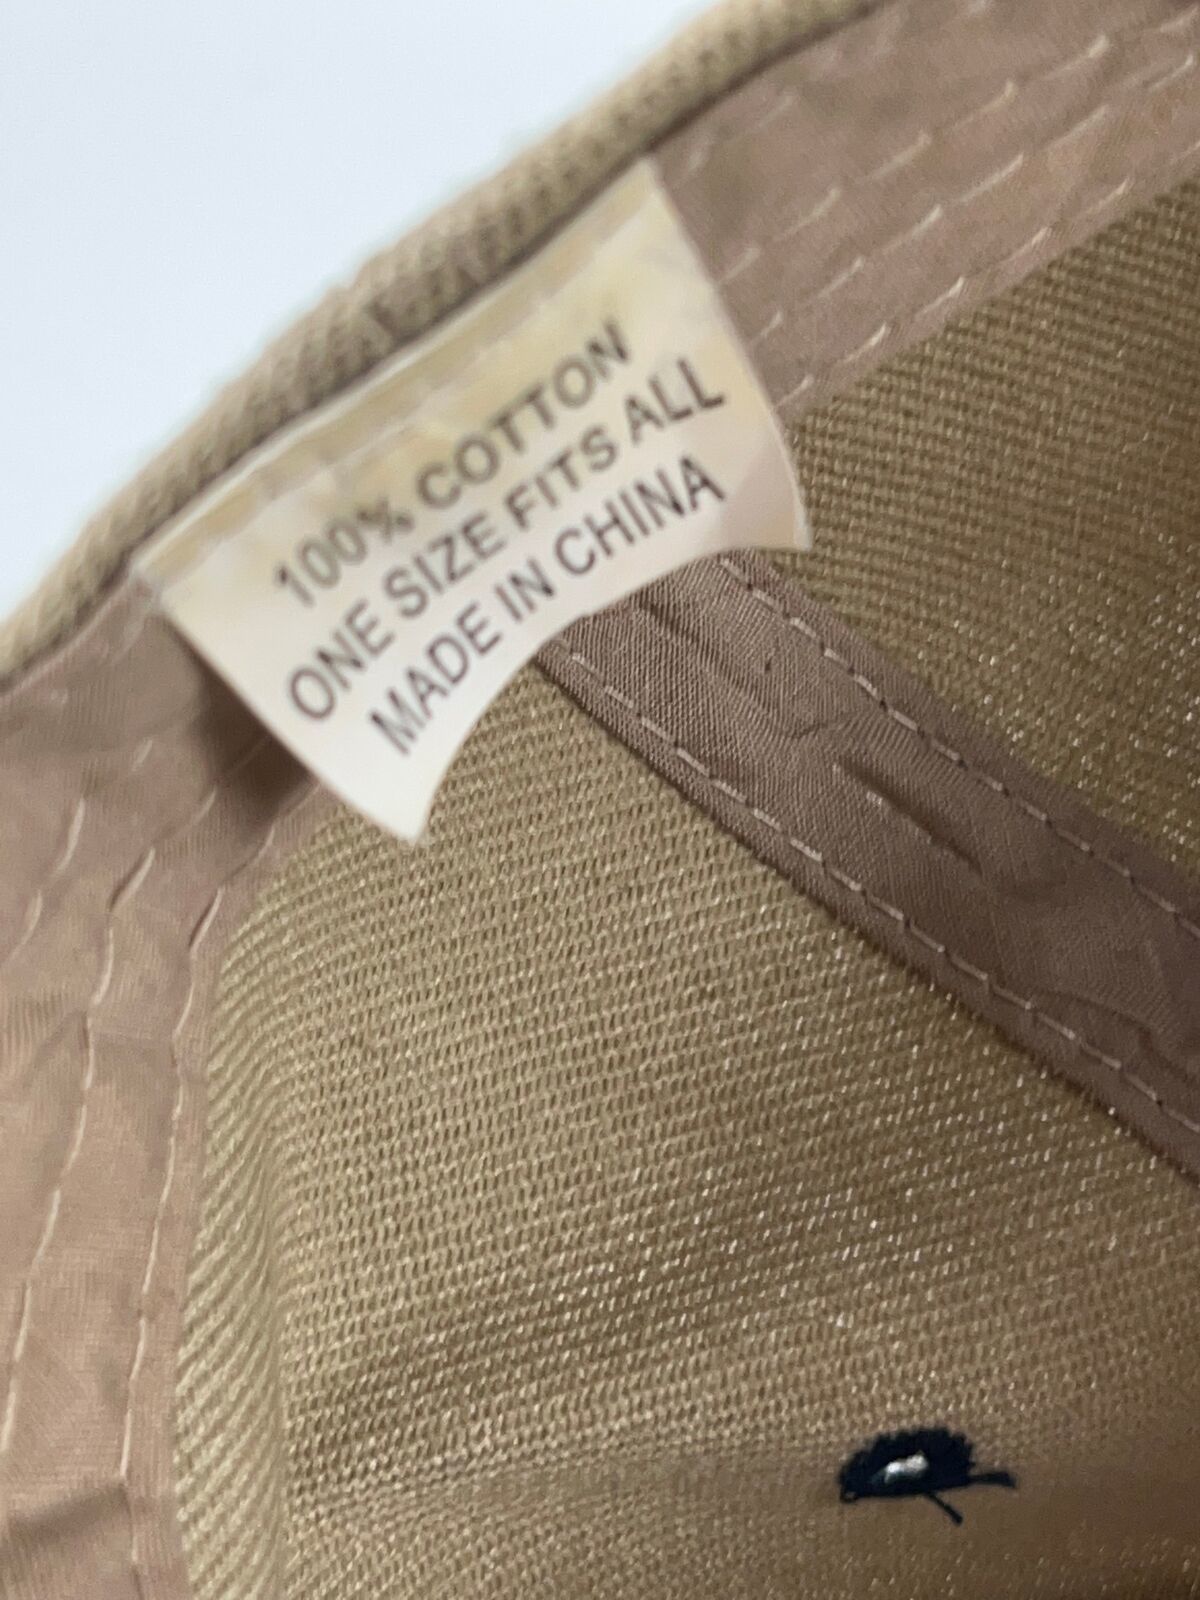 100% COTTON
ONE SIZE FITS ALL
MADE IN CHINA